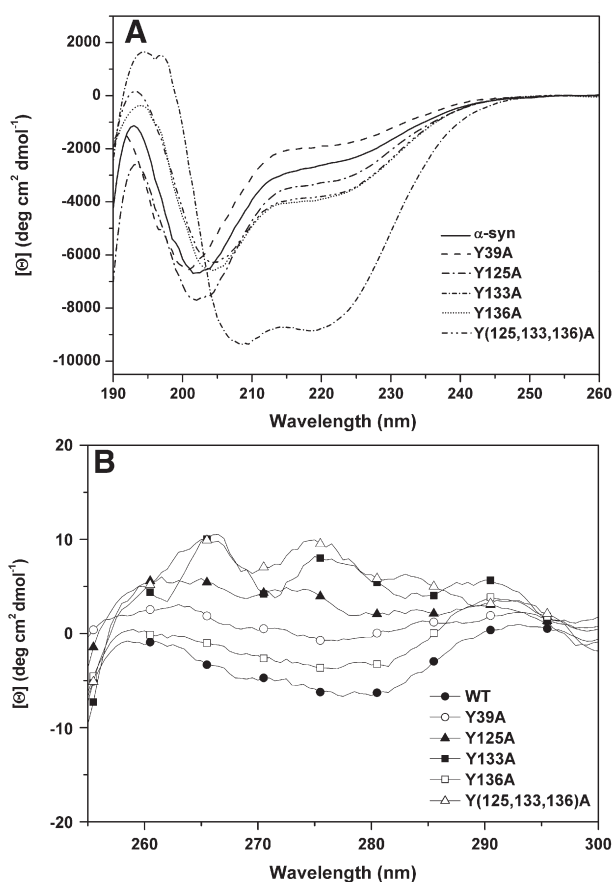 A
2000
0
-2000
-4000
-6000
-8000
-10000
[Θ] (deg cm² dmol⁻¹)
α-syn
Y39A
Y125A
Y133A
Y136A
Y(125,133,136)A
190 200 210 220 230 240 250 260
Wavelength (nm)
B
20
10
0
-10
-20
[Θ] (deg cm² dmol⁻¹)
WT
Y39A
Y125A
Y133A
Y136A
Y(125,133,136)A
260 270 280 290 300
Wavelength (nm)